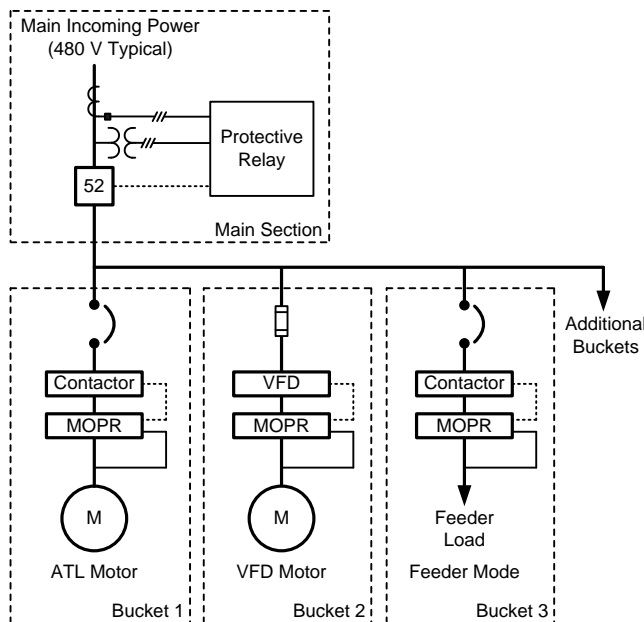 Main Incoming Power
(480 V Typical)
Protective
Relay
52
Main Section
Additional
Buckets
Contactor
MOPR
M
ATL Motor
Bucket 1
VFD
MOPR
M
VFD Motor
Bucket 2
Contactor
MOPR
Feeder
Load
Feeder Mode
Bucket 3